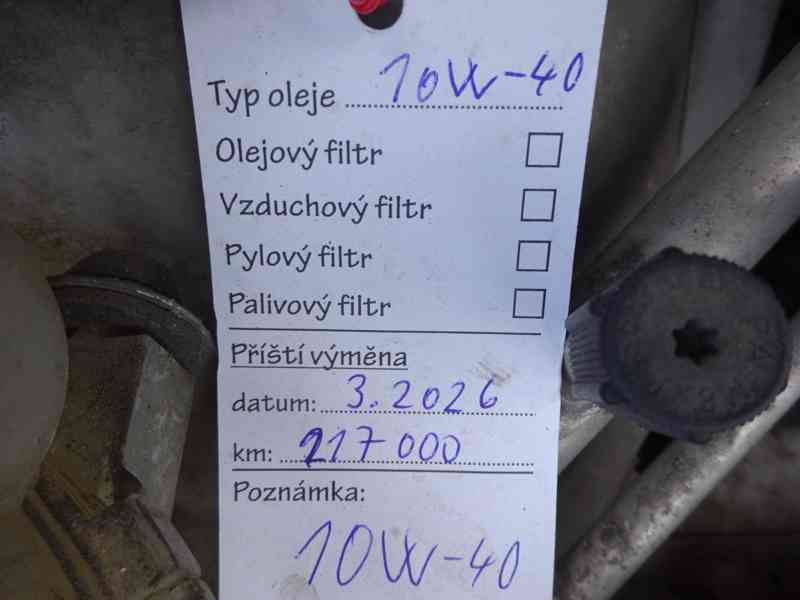 Typ oleje 10W-40
Olejový filtr
Vzduchový filtr
Pylový filtr
Palivový filtr
Příští výměna
datum: 3.2026
km: 217 000
Poznámka:
10W-40